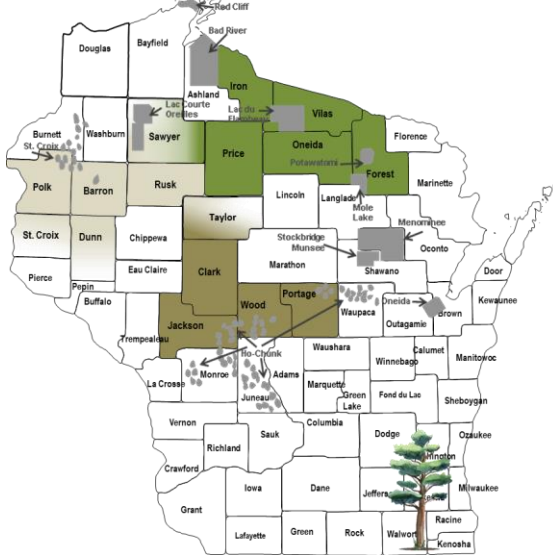 Red Cliff
Bad River
Douglas
Bayfield
Ashland
Iron
Lac Courte
Oreilles
Lac du
Flambeau
Vilas
Burnett
Washburn
Sawyer
St. Croix
Price
Oneida
Potawatomi
Forest
Florence
Polk
Barron
Rusk
Lincoln
Langlade
Marinette
Mole
Lake
Taylor
Menominee
St. Croix
Dunn
Chippewa
Stockbridge
Munsee
Oconto
Pierce
Pepin
Eau Claire
Clark
Marathon
Shawano
Door
Buffalo
Wood
Portage
Waupaca
Oneida
Brown
Kewaunee
Outagamie
Trempealeau
Jackson
Ho-Chunk
Waushara
Winnebago
Calumet
Manitowoc
La Crosse
Monroe
Juneau
Adams
Marquette
Green
Lake
Fond du Lac
Sheboygan
Vernon
Sauk
Columbia
Dodge
Ozaukee
Richland
Crawford
Iowa
Dane
Milwaukee
Grant
Lafayette
Green
Rock
Walwort
Racine
Kenosha